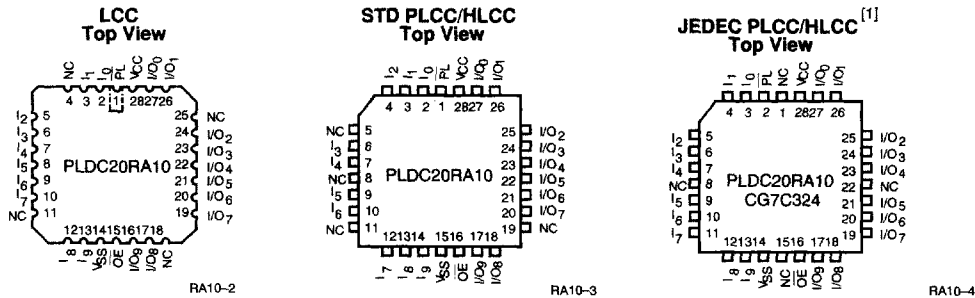 LCC
Top View
NC I1 I0 PL VCC I/O0 I/O1
4 3 2 1 28 27 26
I2 5
I3 6
I4 7
I5 8
I6 9
I7 10
NC 11
PLDC20RA10
25 NC
24 I/O2
23 I/O3
22 I/O4
21 I/O5
20 I/O6
19 I/O7
12 13 14 15 16 17 18
I8 I9 VSS OE I/O9 I/O8 NC
RA10-2
STD PLCC/HLCC
Top View
I2 I1 I0 PL VCC I/O0 I/O1
4 3 2 1 28 27 26
NC 5
I3 6
I4 7
NC 8
I5 9
I6 10
NC 11
PLDC20RA10
25 I/O2
24 I/O3
23 I/O4
22 I/O5
21 I/O6
20 I/O7
19 NC
12 13 14 15 16 17 18
I7 I8 I9 VSS OE I/O9 I/O8
RA10-3
JEDEC PLCC/HLCC [1]
Top View
I1 I0 PL NC VCC I/O0 I/O1
4 3 2 1 28 27 26
I2 5
I3 6
I4 7
NC 8
I5 9
I6 10
I7 11
PLDC20RA10
CG7C324
25 I/O2
24 I/O3
23 I/O4
22 NC
21 I/O5
20 I/O6
19 I/O7
12 13 14 15 16 17 18
I8 I9 VSS NC OE I/O9 I/O8
RA10-4